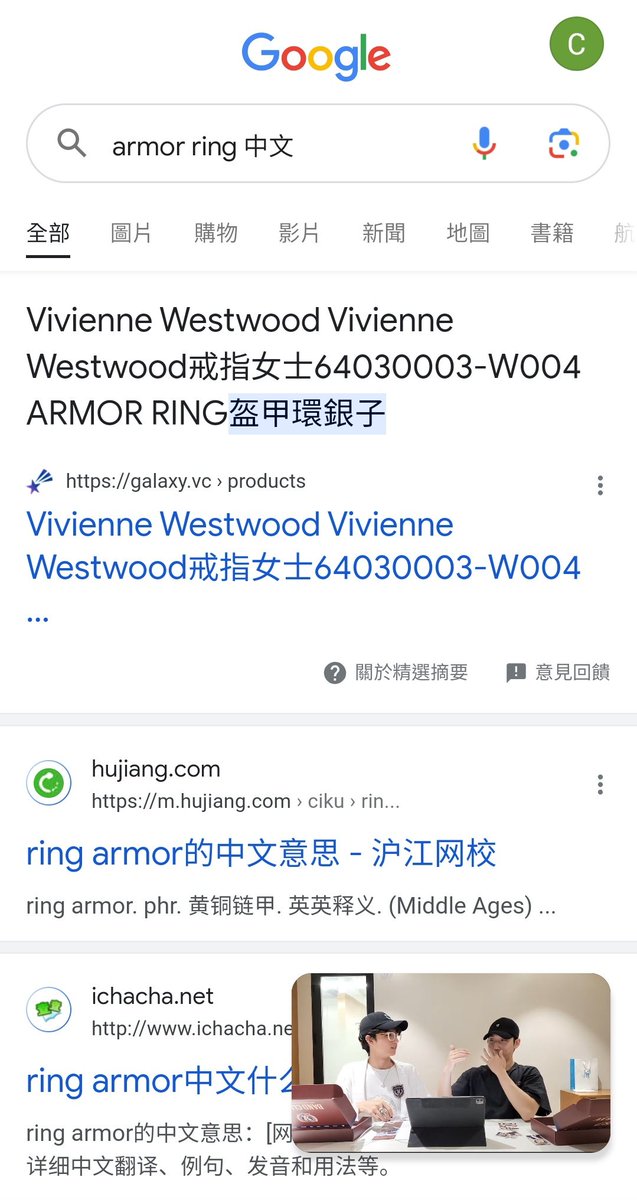 Google
C
armor ring 中文
全部 圖片 購物 影片 新聞 地圖 書籍 航
Vivienne Westwood Vivienne
Westwood戒指女士64030003-W004
ARMOR RING盔甲環銀子
https://galaxy.vc › products
Vivienne Westwood Vivienne
Westwood戒指女士64030003-W004
...
關於精選摘要 意見回饋
hujiang.com
https://m.hujiang.com › ciku › rin...
ring armor的中文意思 - 沪江网校
ring armor. phr. 黄铜链甲. 英英释义. (Middle Ages) ...
ichacha.net
http://www.ichacha.ne
ring armor中文什么
ring armor的中文意思：[网
详细中文翻译、例句、发音和用法等。